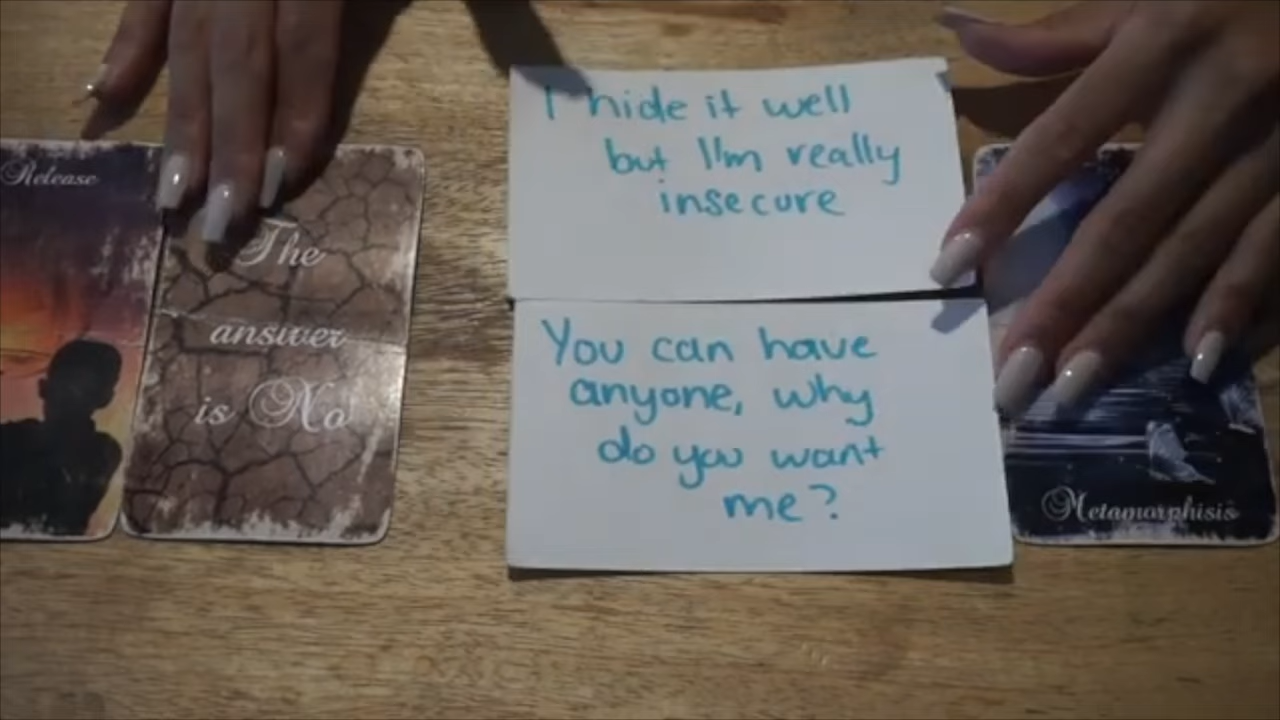 Release
The
answer
is No
I hide it well
but I'm really
insecure
You can have
anyone, why
do you want
me?
Metamorphisis